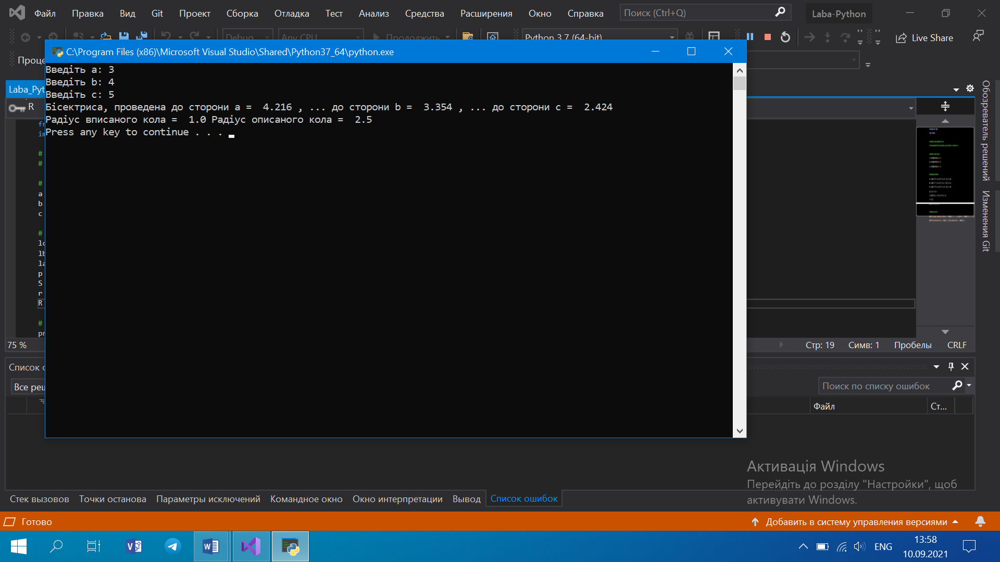 Файл Правка Вид Git Проект Сборка Отладка Тест Анализ Средства Расширения Окно Справка Поиск (Ctrl+Q) Laba-Python
Debug Any CPU Продолжить Python 3.7 (64-bit) Live Share
Проце
C:\Program Files (x86)\Microsoft Visual Studio\Shared\Python37_64\python.exe
Введіть a: 3
Введіть b: 4
Введіть c: 5
Бісектриса, проведена до сторони a =  4.216 , ... до сторони b =  3.354 , ... до сторони c =  2.424
Радіус вписаного кола =  1.0 Радіус описаного кола =  2.5
Press any key to continue . . .
Laba_Pyt
R
fr
im
#
#
#
a
b
c
#
lc
lb
la
p
S
r
R
#
pr
75 %
Стр: 19 Симв: 1 Пробелы CRLF
Обозреватель решений
Изменения Git
Список о
Все реш
Поиск по списку ошибок
Файл Ст...
Активація Windows
Перейдіть до розділу "Настройки", щоб
активувати Windows.
Стек вызовов Точки останова Параметры исключений Командное окно Окно интерпретации Вывод Список ошибок
Готово Добавить в систему управления версиями
ENG 13:58
10.09.2021